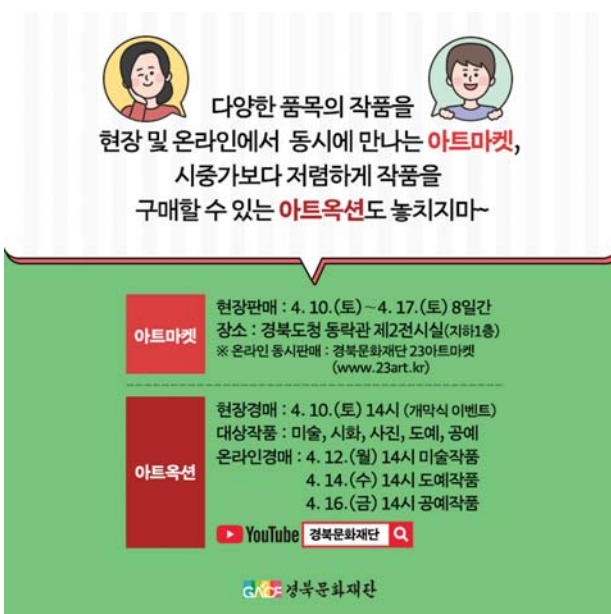 다양한 품목의 작품을
현장 및 온라인에서 동시에 만나는 아트마켓,
시중가보다 저렴하게 작품을
구매할 수 있는 아트옥션도 놓치지마~
아트마켓
현장판매 : 4. 10.(토)~4. 17.(토) 8일간
장소 : 경북도청 동락관 제2전시실(지하1층)
※ 온라인 동시판매 : 경북문화재단 23아트마켓
(www.23art.kr)
아트옥션
현장경매 : 4. 10.(토) 14시 (개막식 이벤트)
대상작품 : 미술, 시화, 사진, 도예, 공예
온라인경매 : 4. 12.(월) 14시 미술작품
4. 14.(수) 14시 도예작품
4. 16.(금) 14시 공예작품
YouTube 경북문화재단
GACF 경북문화재단